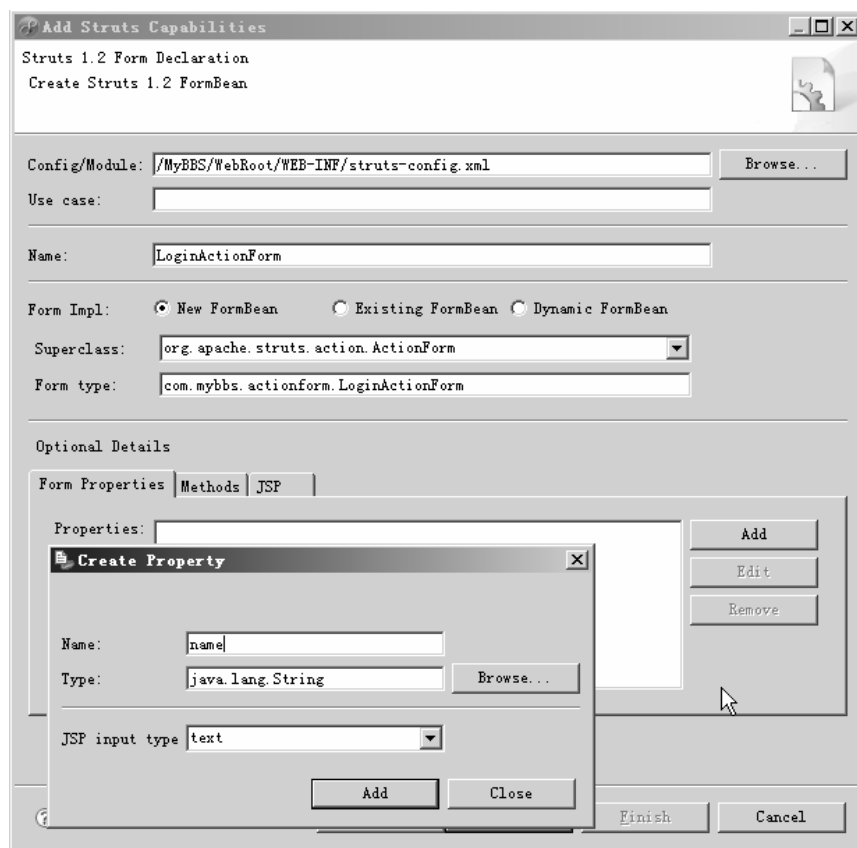 Add Struts Capabilities
Struts 1.2 Form Declaration
Create Struts 1.2 FormBean
Config/Module: /MyBBS/WebRoot/WEB-INF/struts-config.xml Browse...
Use case:
Name: LoginActionForm
Form Impl: New FormBean Existing FormBean Dynamic FormBean
Superclass: org.apache.struts.action.ActionForm
Form type: com.mybbs.actionform.LoginActionForm
Optional Details
Form Properties Methods JSP
Properties: Add
Create Property
Edit
Remove
Name: name
Type: java.lang.String Browse...
JSP input type text
Add Close
Finish Cancel